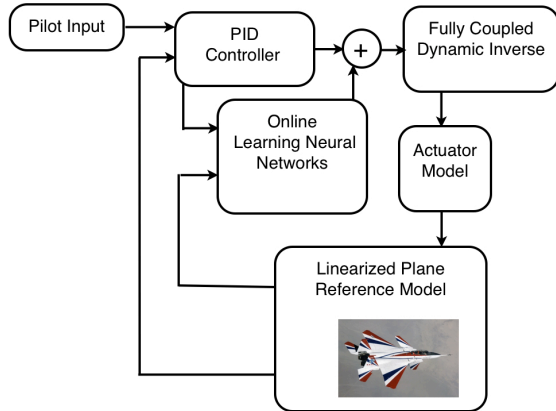 Pilot Input
PID
Controller
+
Fully Coupled
Dynamic Inverse
Online
Learning Neural
Networks
Actuator
Model
Linearized Plane
Reference Model